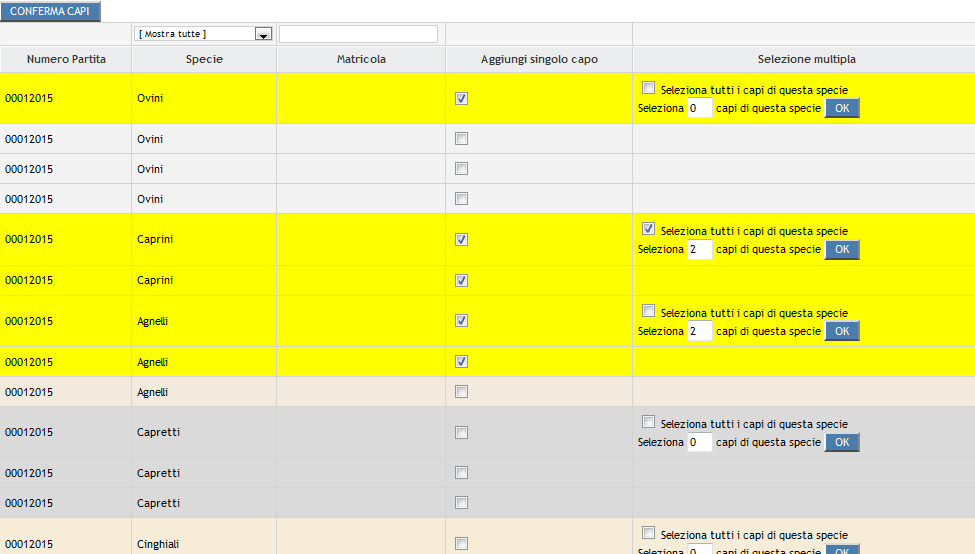 CONFERMA CAPI
[ Mostra tutte ]
Numero Partita Specie Matricola Aggiungi singolo capo Selezione multipla
00012015 Ovini Seleziona tutti i capi di questa specie
Seleziona 0 capi di questa specie OK
00012015 Ovini
00012015 Ovini
00012015 Ovini
00012015 Caprini Seleziona tutti i capi di questa specie
Seleziona 2 capi di questa specie OK
00012015 Caprini
00012015 Agnelli Seleziona tutti i capi di questa specie
Seleziona 2 capi di questa specie OK
00012015 Agnelli
00012015 Agnelli
00012015 Capretti Seleziona tutti i capi di questa specie
Seleziona 0 capi di questa specie OK
00012015 Capretti
00012015 Capretti
00012015 Cinghiali Seleziona tutti i capi di questa specie
Seleziona 0 capi di questa specie OK